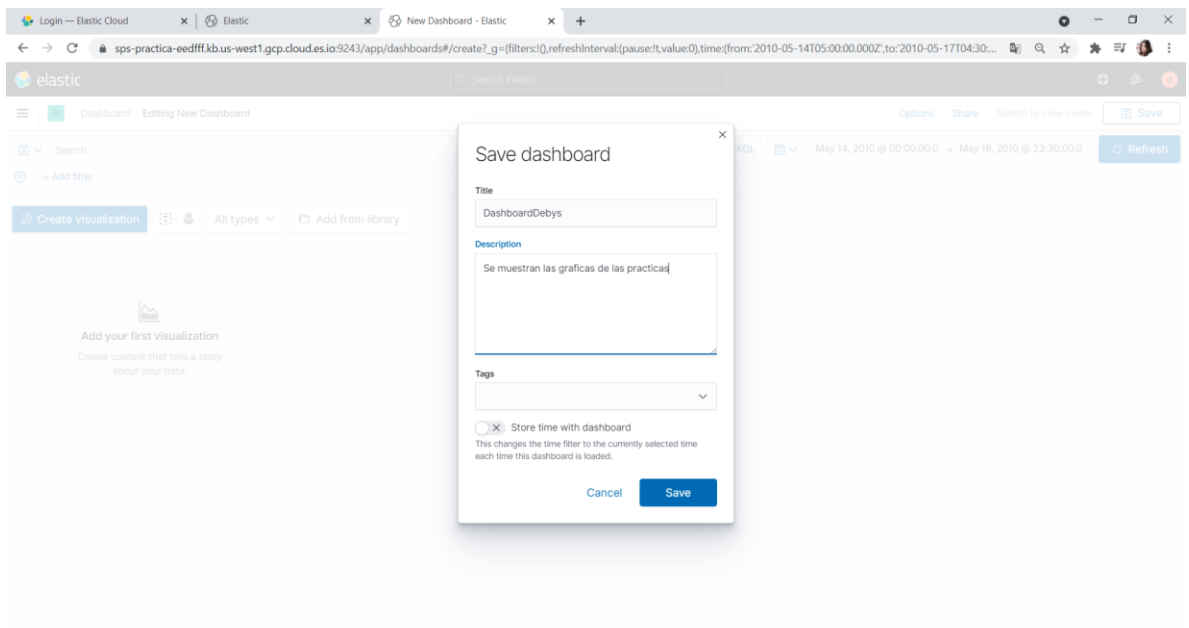 Login — Elastic Cloud
Elastic
New Dashboard - Elastic
sps-practica-eedfff.kb.us-west1.gcp.cloud.es.io:9243/app/dashboards#/create?_g=(filters:!(),refreshInterval:(pause:!t,value:0),time:(from:'2010-05-14T05:00:00.000Z',to:'2010-05-17T04:30:...
elastic
Search Elastic
D
Dashboard Editing New Dashboard
Options Share Switch to view mode Save
Search
KQL
May 14, 2010 @ 00:00:00.0 → May 16, 2010 @ 23:30:00.0
Refresh
+ Add filter
Create visualization
All types
Add from library
Add your first visualization
Create content that tells a story
about your data.
Save dashboard
Title
DashboardDebys
Description
Se muestran las graficas de las practicas
Tags
Store time with dashboard
This changes the time filter to the currently selected time
each time this dashboard is loaded.
Cancel
Save